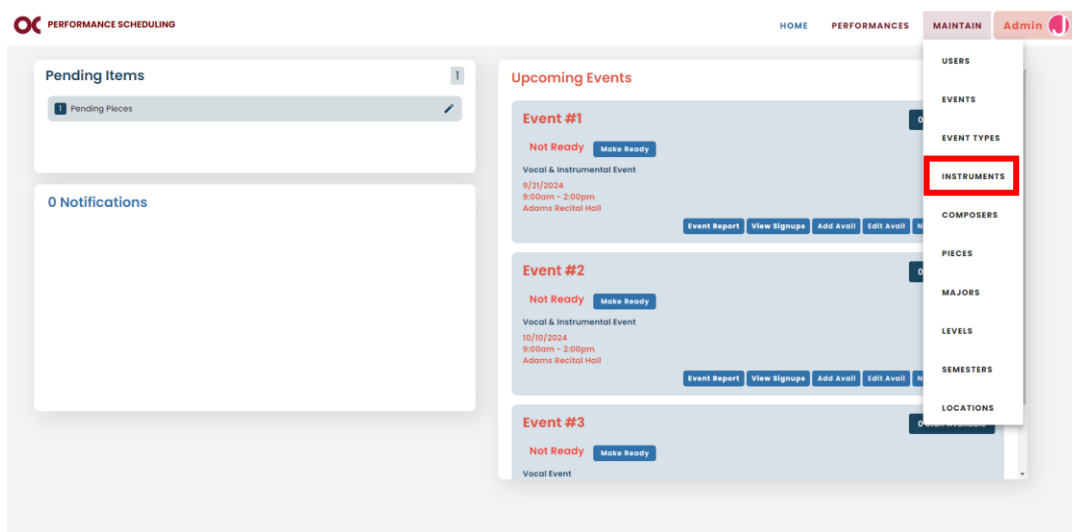 OC PERFORMANCE SCHEDULING
HOME PERFORMANCES MAINTAIN Admin J
USERS
EVENTS
EVENT TYPES
INSTRUMENTS
COMPOSERS
PIECES
MAJORS
LEVELS
SEMESTERS
LOCATIONS
Pending Items 1
1 Pending Pieces
0 Notifications
Upcoming Events
Event #1
0
Not Ready Make Ready
Vocal & Instrumental Event
9/21/2024
9:00am - 2:00pm
Adams Recital Hall
Event Report View Signups Add Avail Edit Avail N
Event #2
0
Not Ready Make Ready
Vocal & Instrumental Event
10/10/2024
9:00am - 2:00pm
Adams Recital Hall
Event Report View Signups Add Avail Edit Avail N
Event #3
0
Not Ready Make Ready
Vocal Event